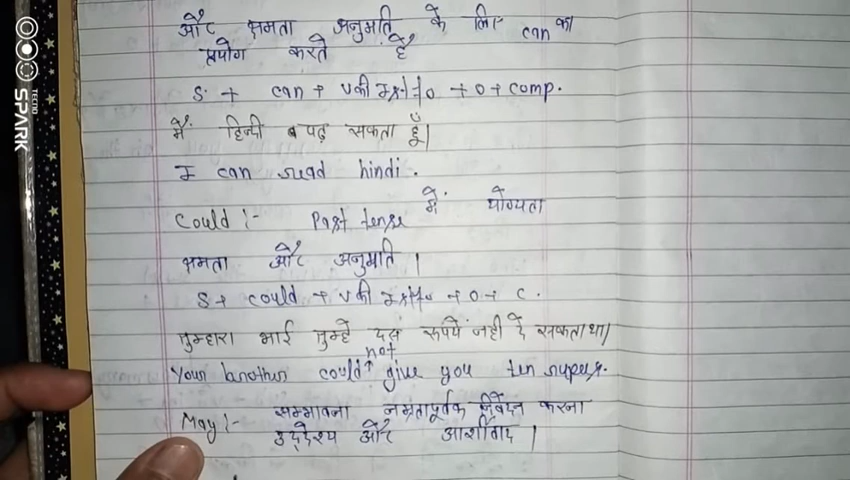 और क्षमता अनुमति के लिए can का
प्रयोग करते हैं
S + can + v की + o + comp.
मैं हिन्दी पढ़ सकता हूँ।
I can read hindi.
Could :- Past tense में योग्यता
क्षमता और अनुमति।
S + could + v की + o + c.
तुम्हारा भाई तुम्हें दस रूपये नहीं दे सकता था।
Your brother could not give you ten rupees.
May :- सम्भावना नम्रतापूर्वक करना
उद्देश्य और आर्शीवाद।
TECNO
SPARK